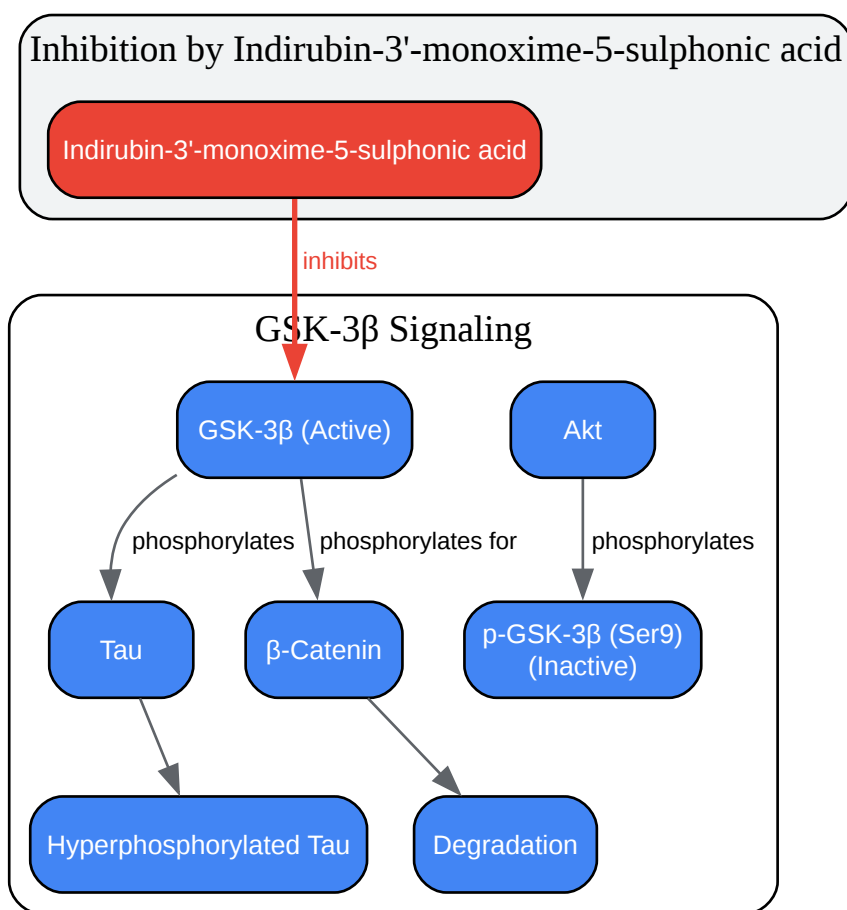 Inhibition by Indirubin-3'-monoxime-5-sulphonic acid
Indirubin-3'-monoxime-5-sulphonic acid
inhibits
GSK-3β Signaling
GSK-3β (Active)
Akt
phosphorylates
phosphorylates for
phosphorylates
Tau
β-Catenin
p-GSK-3β (Ser9)
(Inactive)
Hyperphosphorylated Tau
Degradation